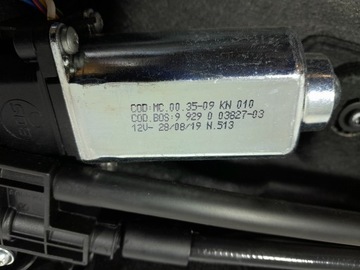 COD:MC.00.35-09 KN 010
COD.BOS:9 929 0 03827-03
12V- 28/08/19 N.513